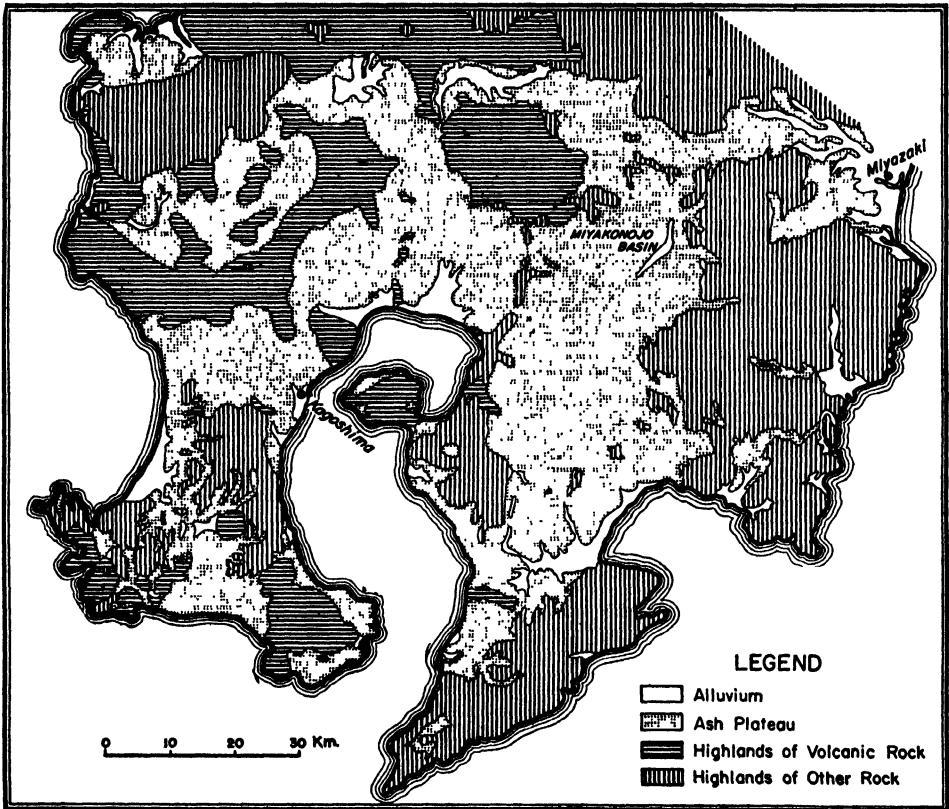 Miyazaki
MIYAKONOJO
BASIN
Kagoshima
LEGEND
Alluvium
Ash Plateau
Highlands of Volcanic Rock
Highlands of Other Rock
0 10 20 30 Km.